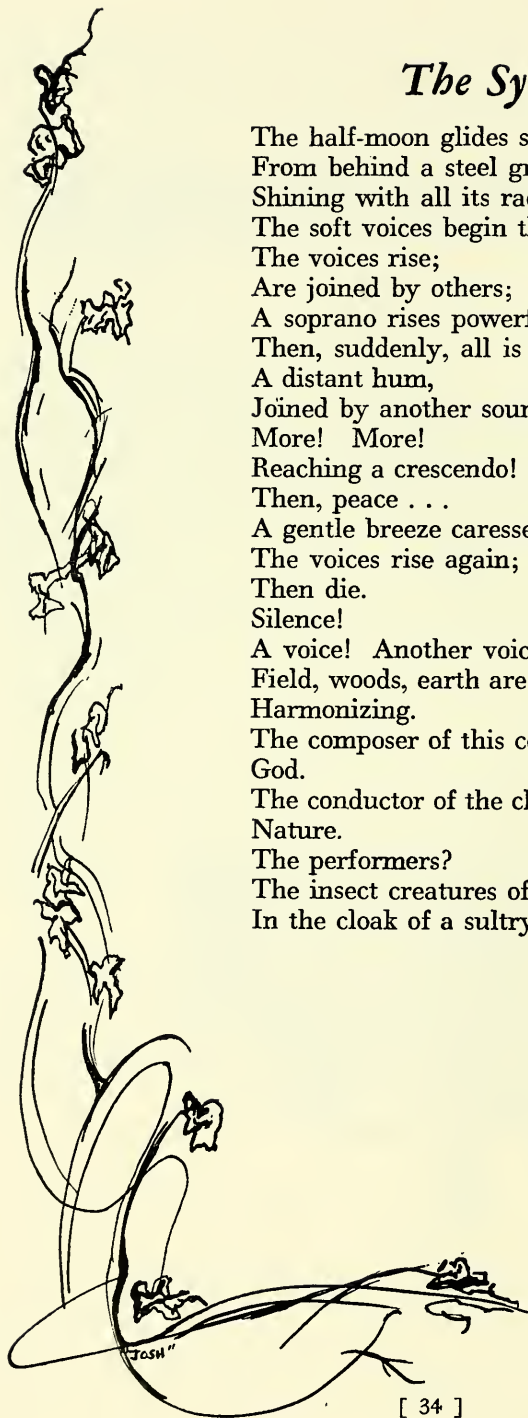 The Sy
The half-moon glides s
From behind a steel gr
Shining with all its ra
The soft voices begin t
The voices rise;
Are joined by others;
A soprano rises powerf
Then, suddenly, all is
A distant hum,
Joined by another sour
More! More!
Reaching a crescendo!
Then, peace . . .
A gentle breeze caresse
The voices rise again;
Then die.
Silence!
A voice! Another voic
Field, woods, earth are
Harmonizing.
The composer of this c
God.
The conductor of the c
Nature.
The performers?
The insect creatures of
In the cloak of a sultry
"JOSH"
[ 34 ]